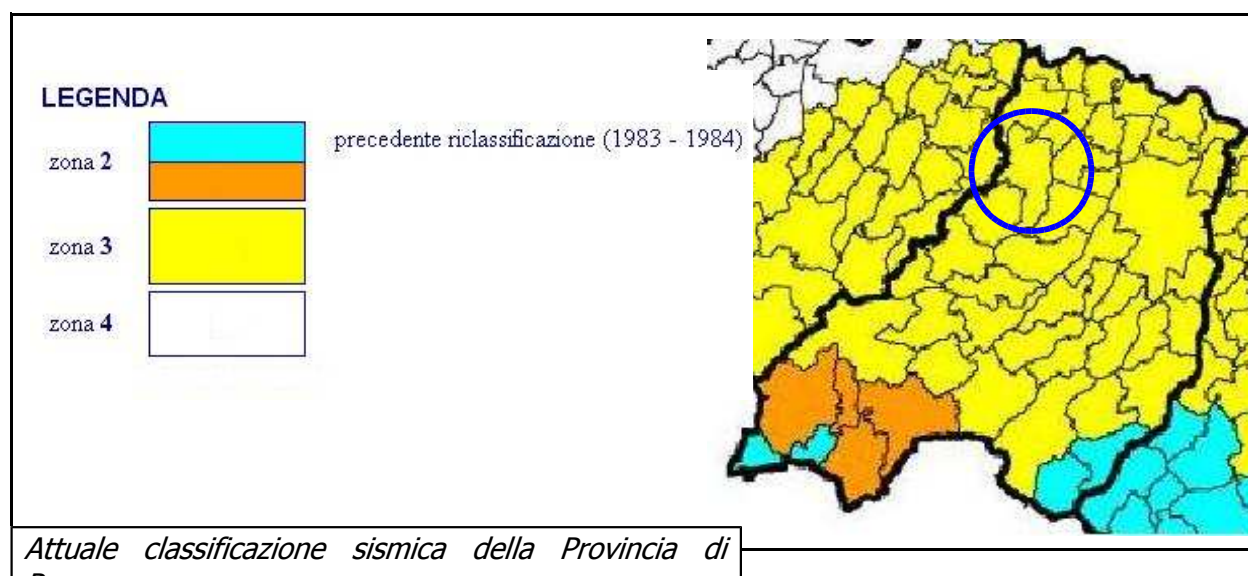 LEGENDA
zona 2
precedente riclassificazione (1983 - 1984)
zona 3
zona 4
Attuale classificazione sismica della Provincia di